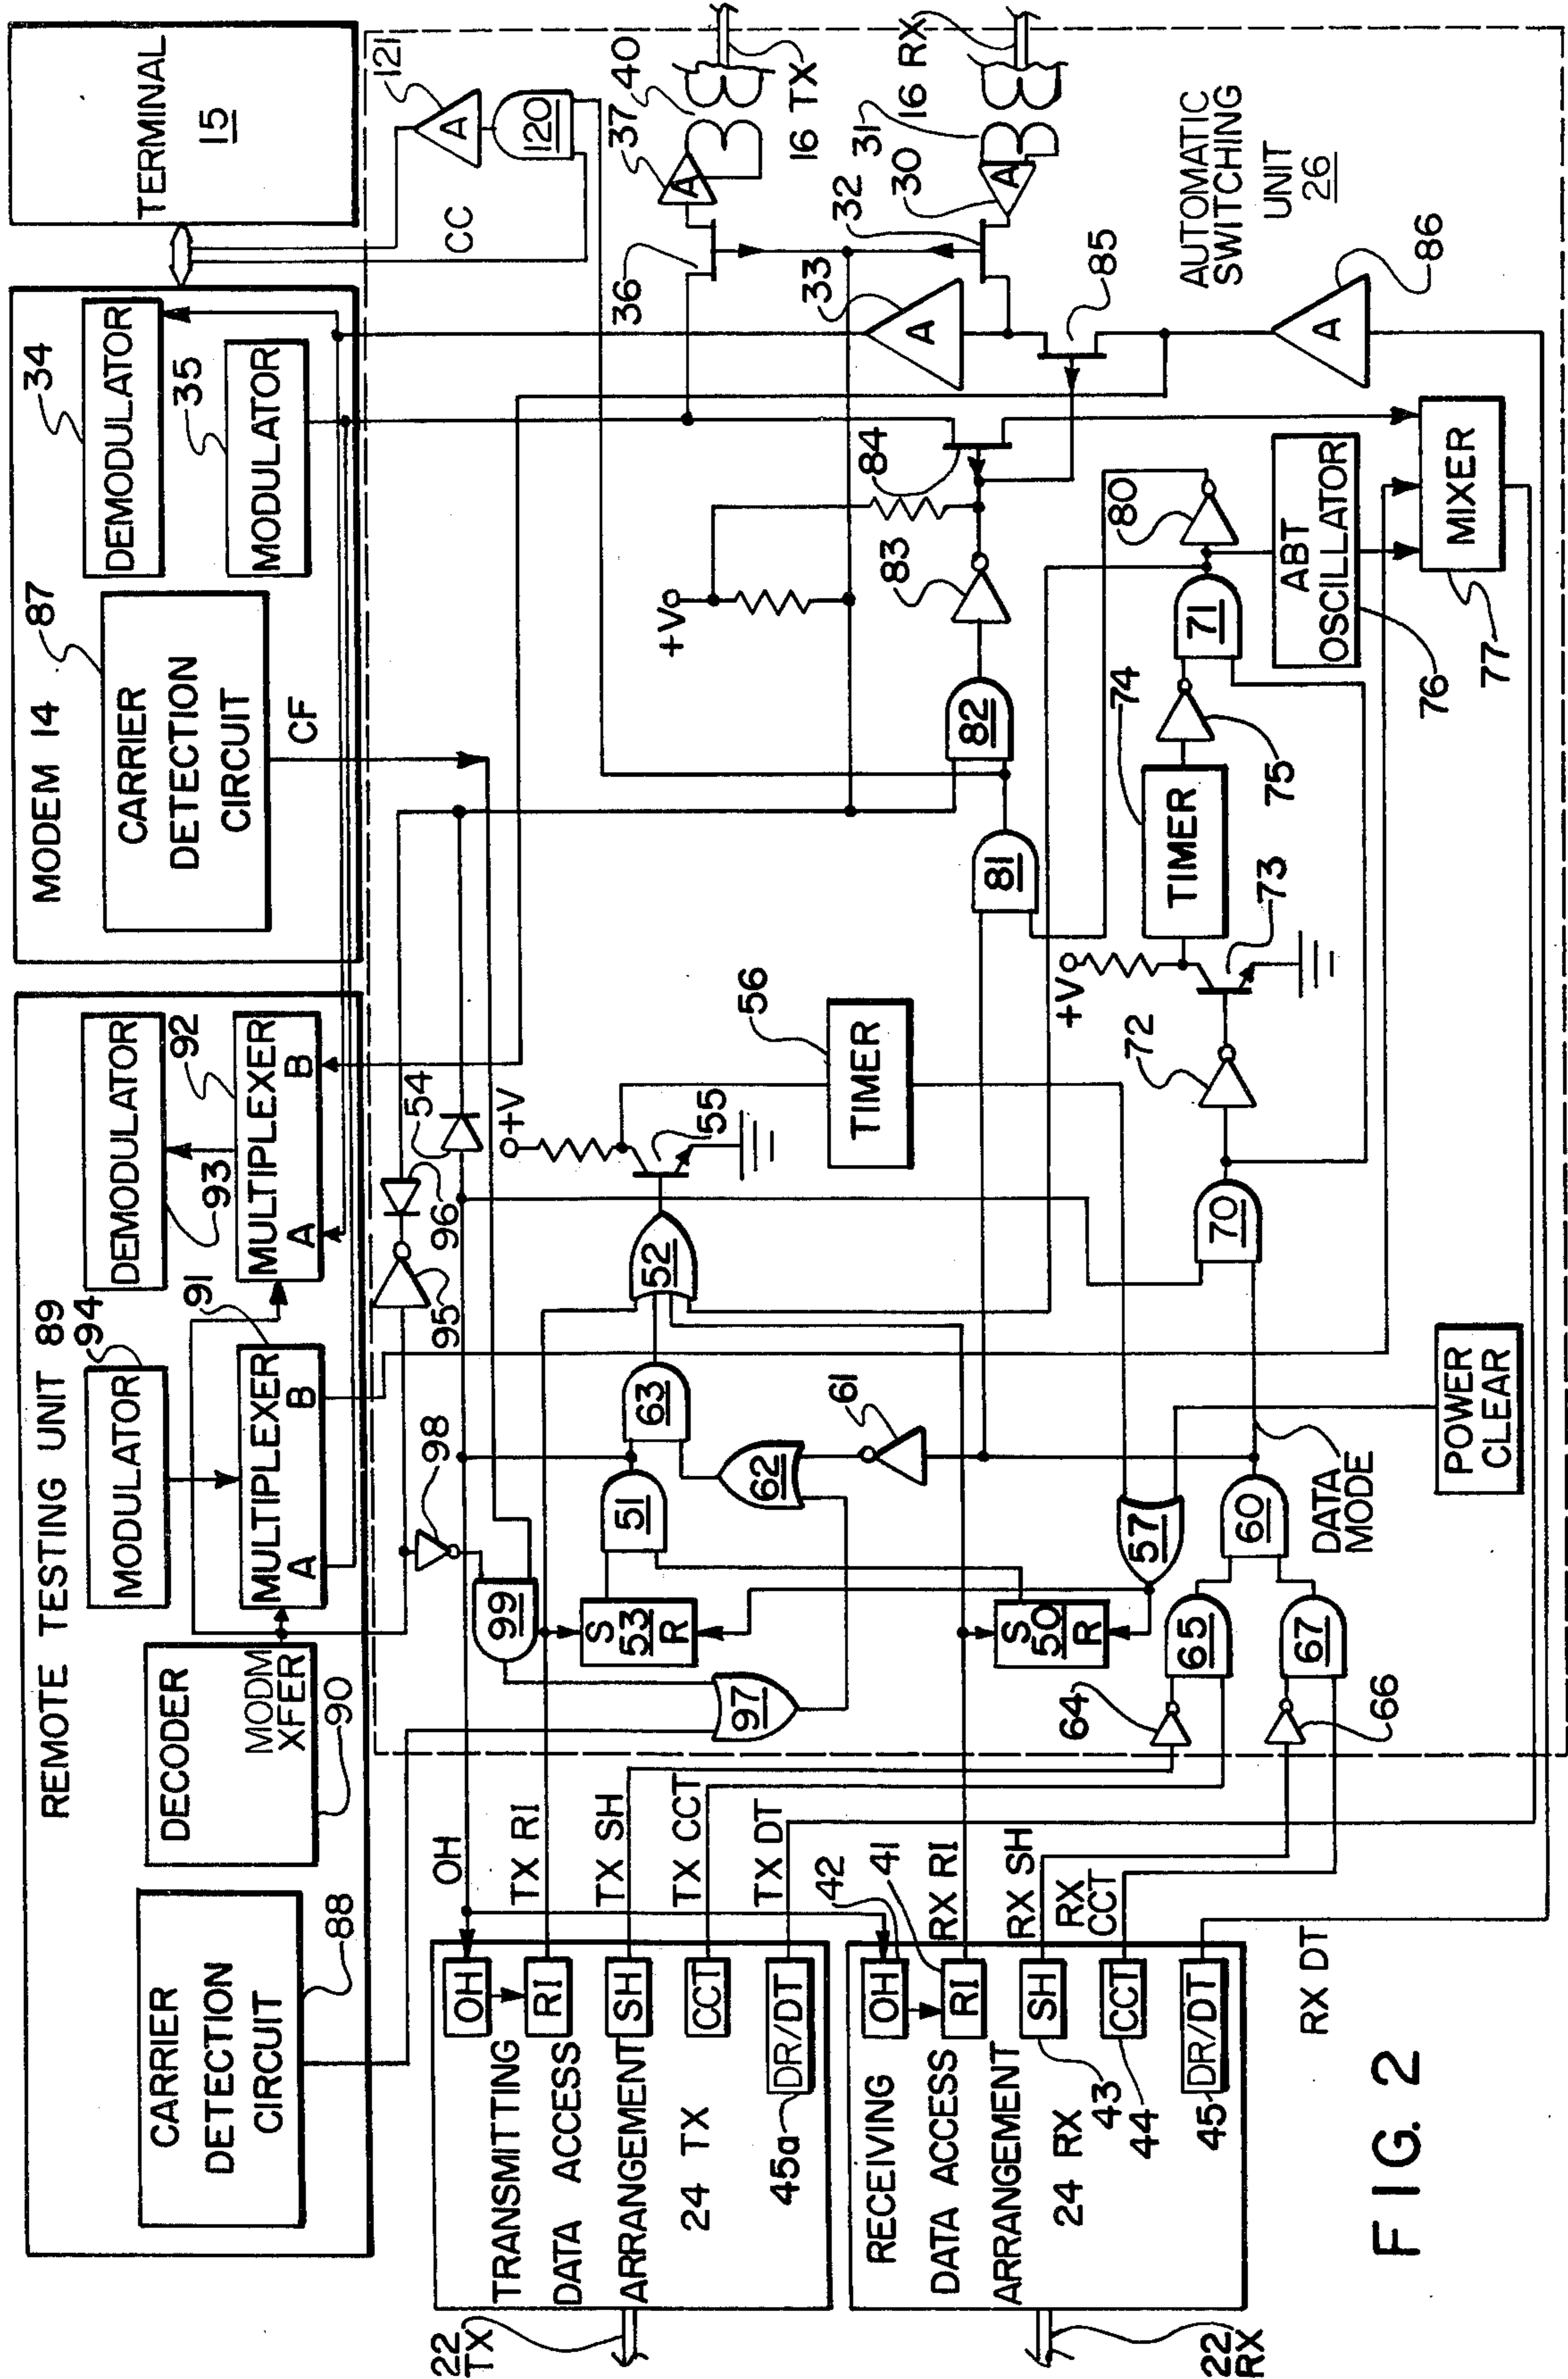 REMOTE TESTING UNIT 89
CARRIER
DETECTION
CIRCUIT
88
DECODER
MODM
XFER
90
MODULATOR
94
MULTIPLEXER
A
B
91
DEMODULATOR
93
MULTIPLEXER
A
B
92
MODEM 14
87
CARRIER
DETECTION
CIRCUIT
CF
DEMODULATOR
34
MODULATOR
35
TERMINAL
15
CC
121
A
120
22
TX
TRANSMITTING
DATA ACCESS
ARRANGEMENT
24 TX
45a
OH
RI
SH
CCT
DR/DT
OH
TX RI
TX SH
TX CCT
TX DT
22
RX
RECEIVING
DATA ACCESS
ARRANGEMENT
24 RX
43
44
45
OH
RI
SH
CCT
DR/DT
42
41
RX RI
RX SH
RX
CCT
RX DT
98
95
96
54
+V
99
97
S
53
R
S
50
R
51
63
52
55
56
TIMER
62
61
57
64
65
66
67
60
DATA
MODE
POWER
CLEAR
70
72
+V
73
TIMER
74
75
71
80
ABT
OSCILLATOR
76
MIXER
77
81
82
83
+V
84
85
86
A
33
A
36
37
A
40
16 TX
32
30
A
31
16 RX
AUTOMATIC
SWITCHING
UNIT
26
FIG. 2